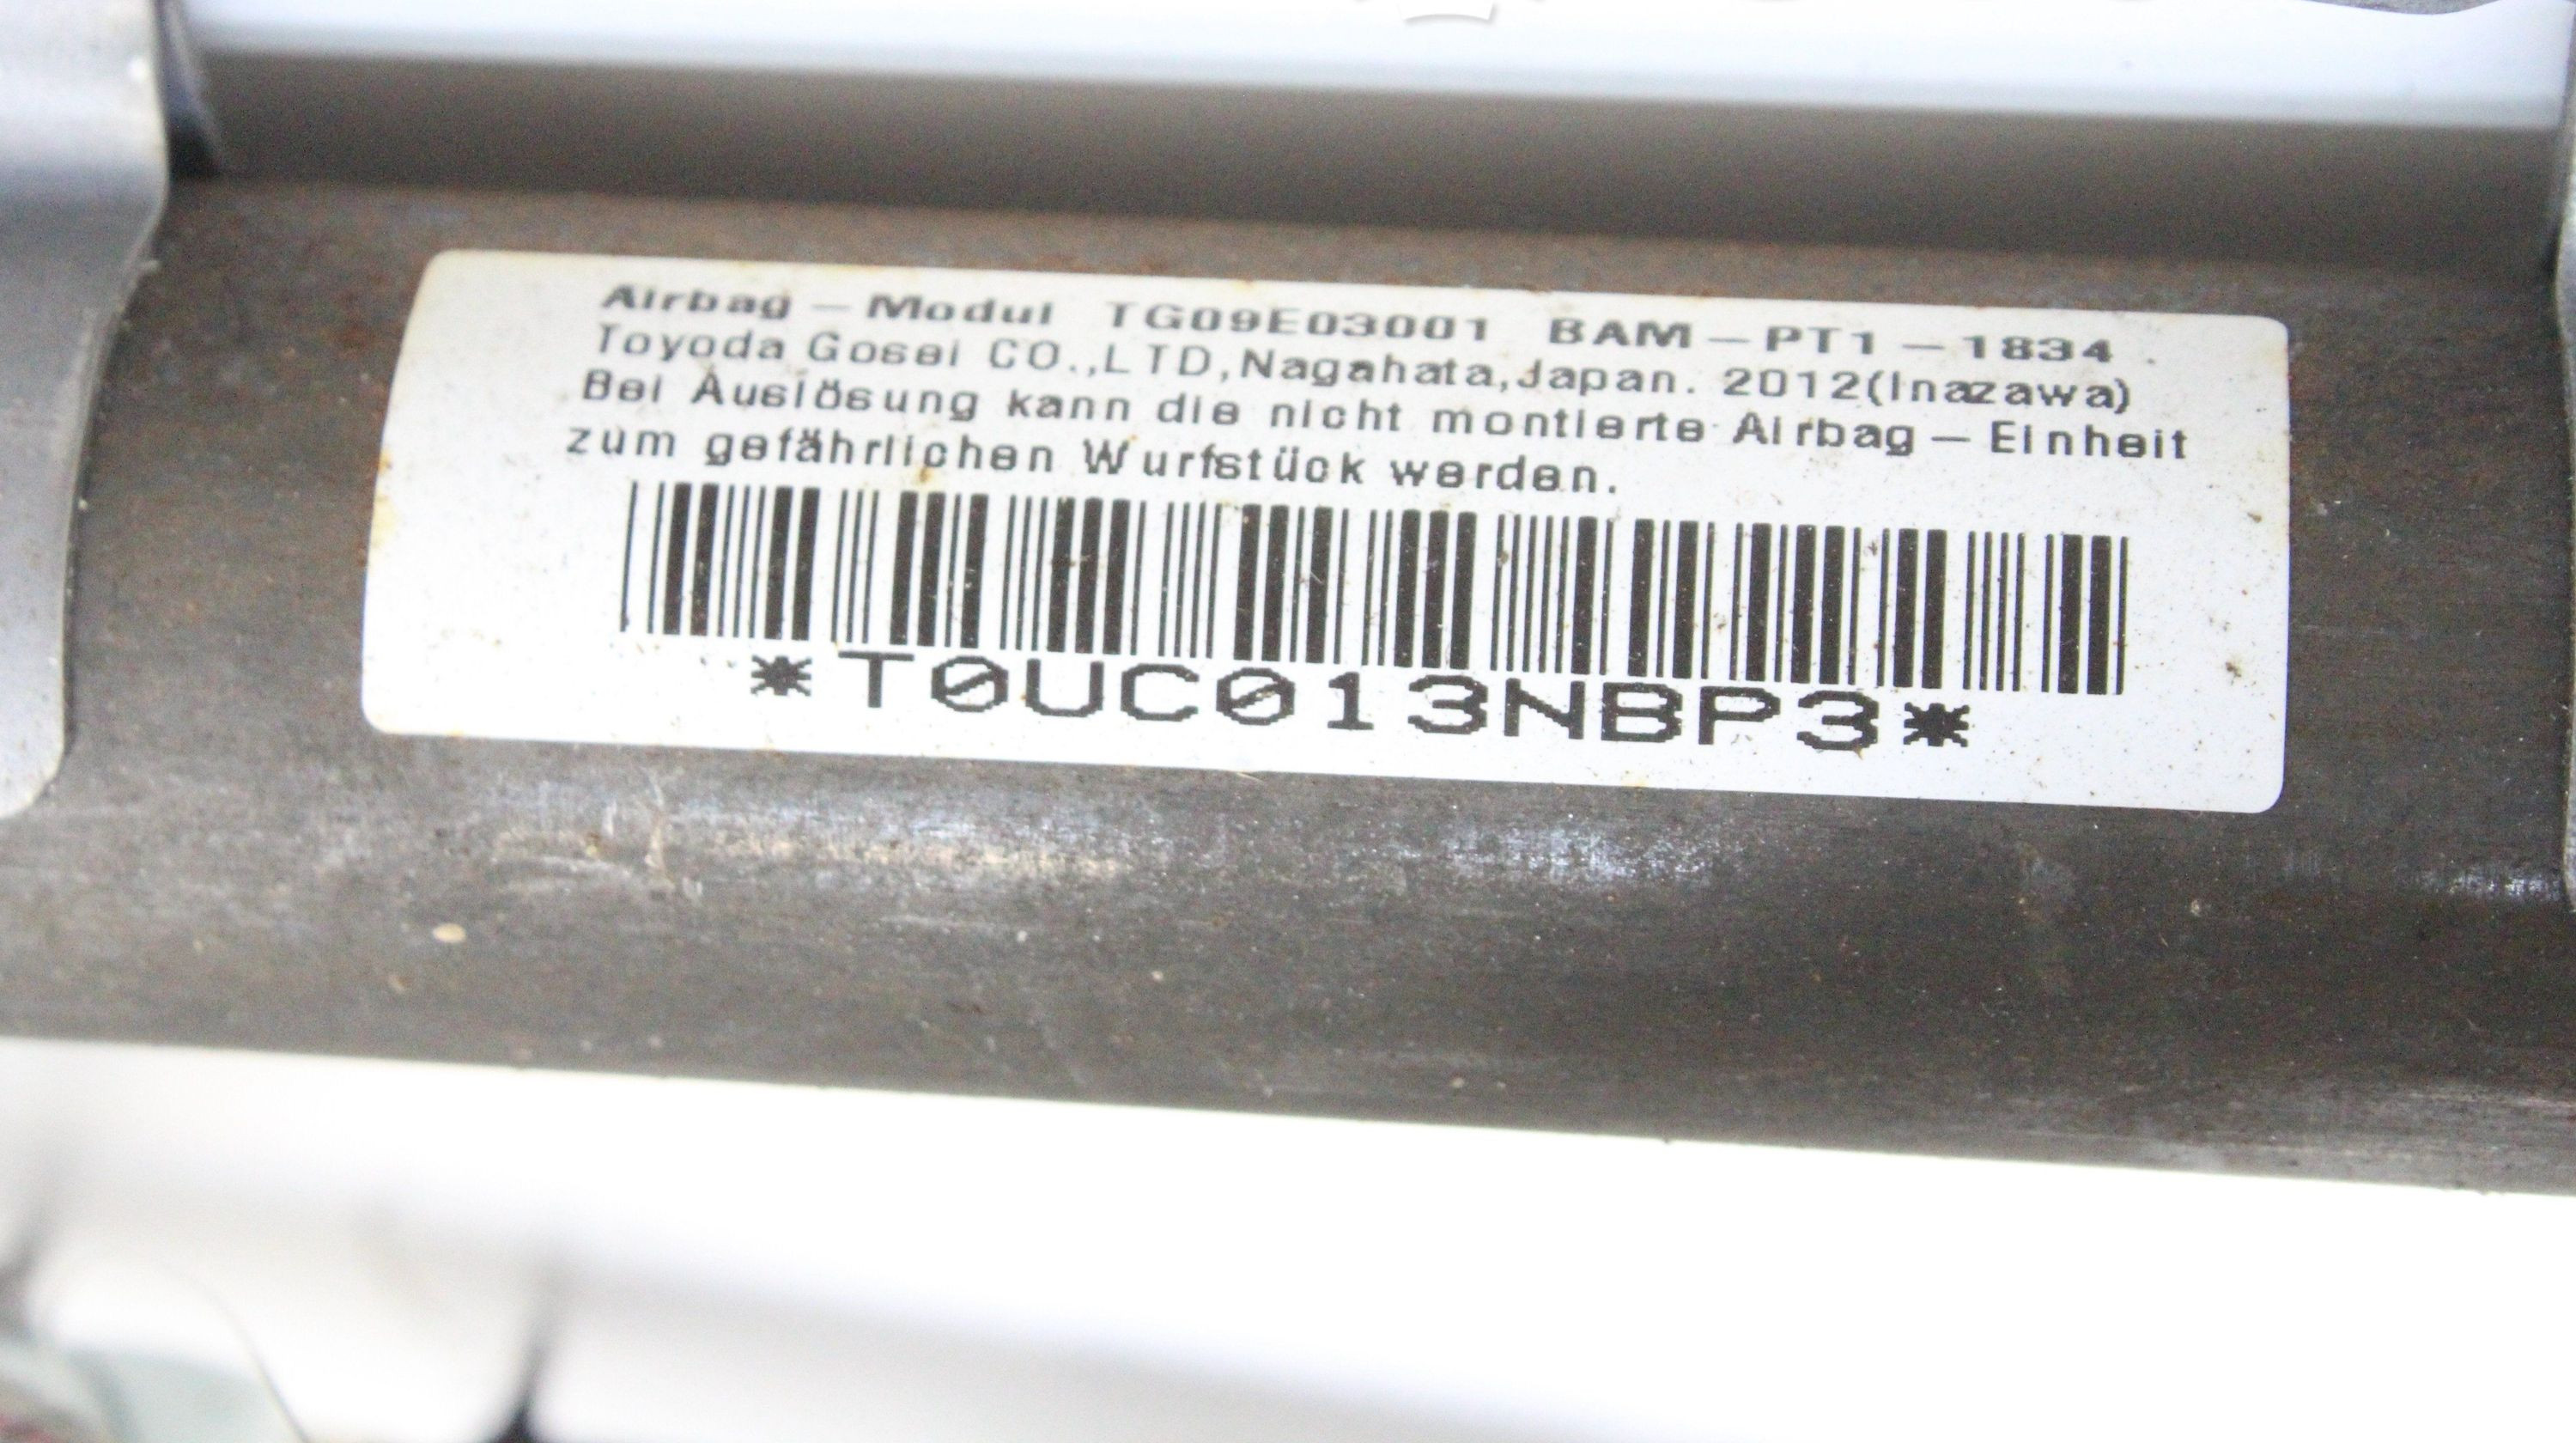 Airbag – Modul TG09E03001 BAM – PT1 – 1834
Toyoda Gosei CO.,LTD,Nagahata,Japan. 2012(Inazawa)
Bei Auslösung kann die nicht montierte Airbag – Einheit
zum gefährlichen Wurfstück werden.
*T0UC013NBP3*